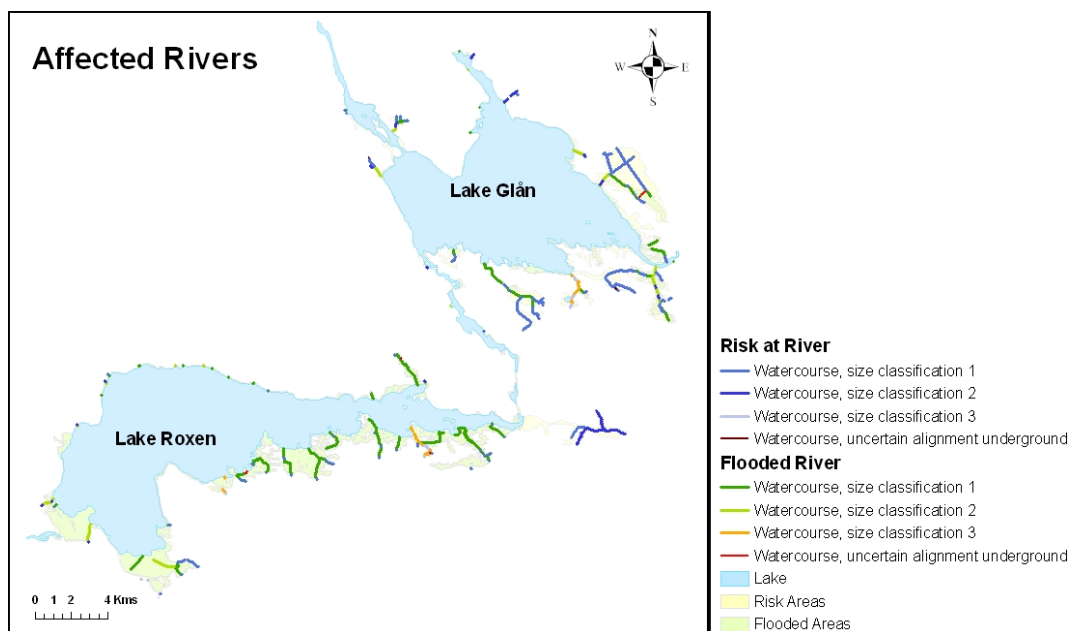 Affected Rivers
N
W
E
S
Lake Glån
Lake Roxen
0 1 2 4 Kms
Risk at River
Watercourse, size classification 1
Watercourse, size classification 2
Watercourse, size classification 3
Watercourse, uncertain alignment underground
Flooded River
Watercourse, size classification 1
Watercourse, size classification 2
Watercourse, size classification 3
Watercourse, uncertain alignment underground
Lake
Risk Areas
Flooded Areas